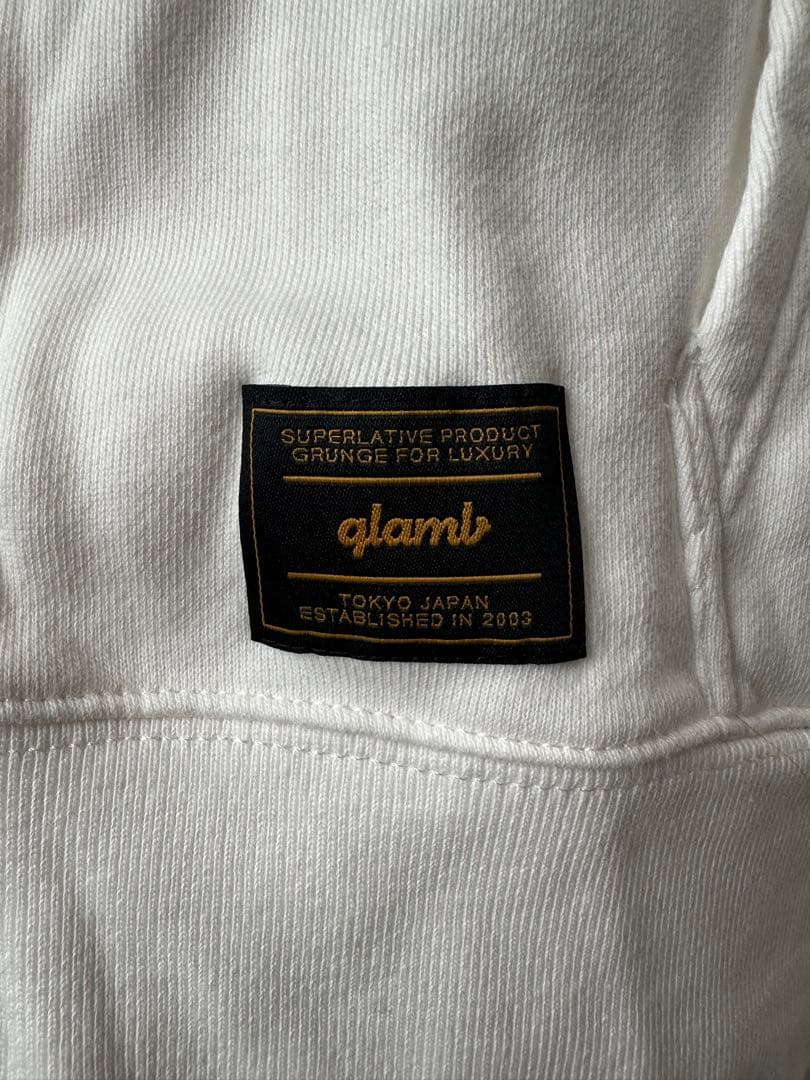 SUPERLATIVE PRODUCT
GRUNGE FOR LUXURY
glamb
TOKYO JAPAN
ESTABLISHED IN 2003